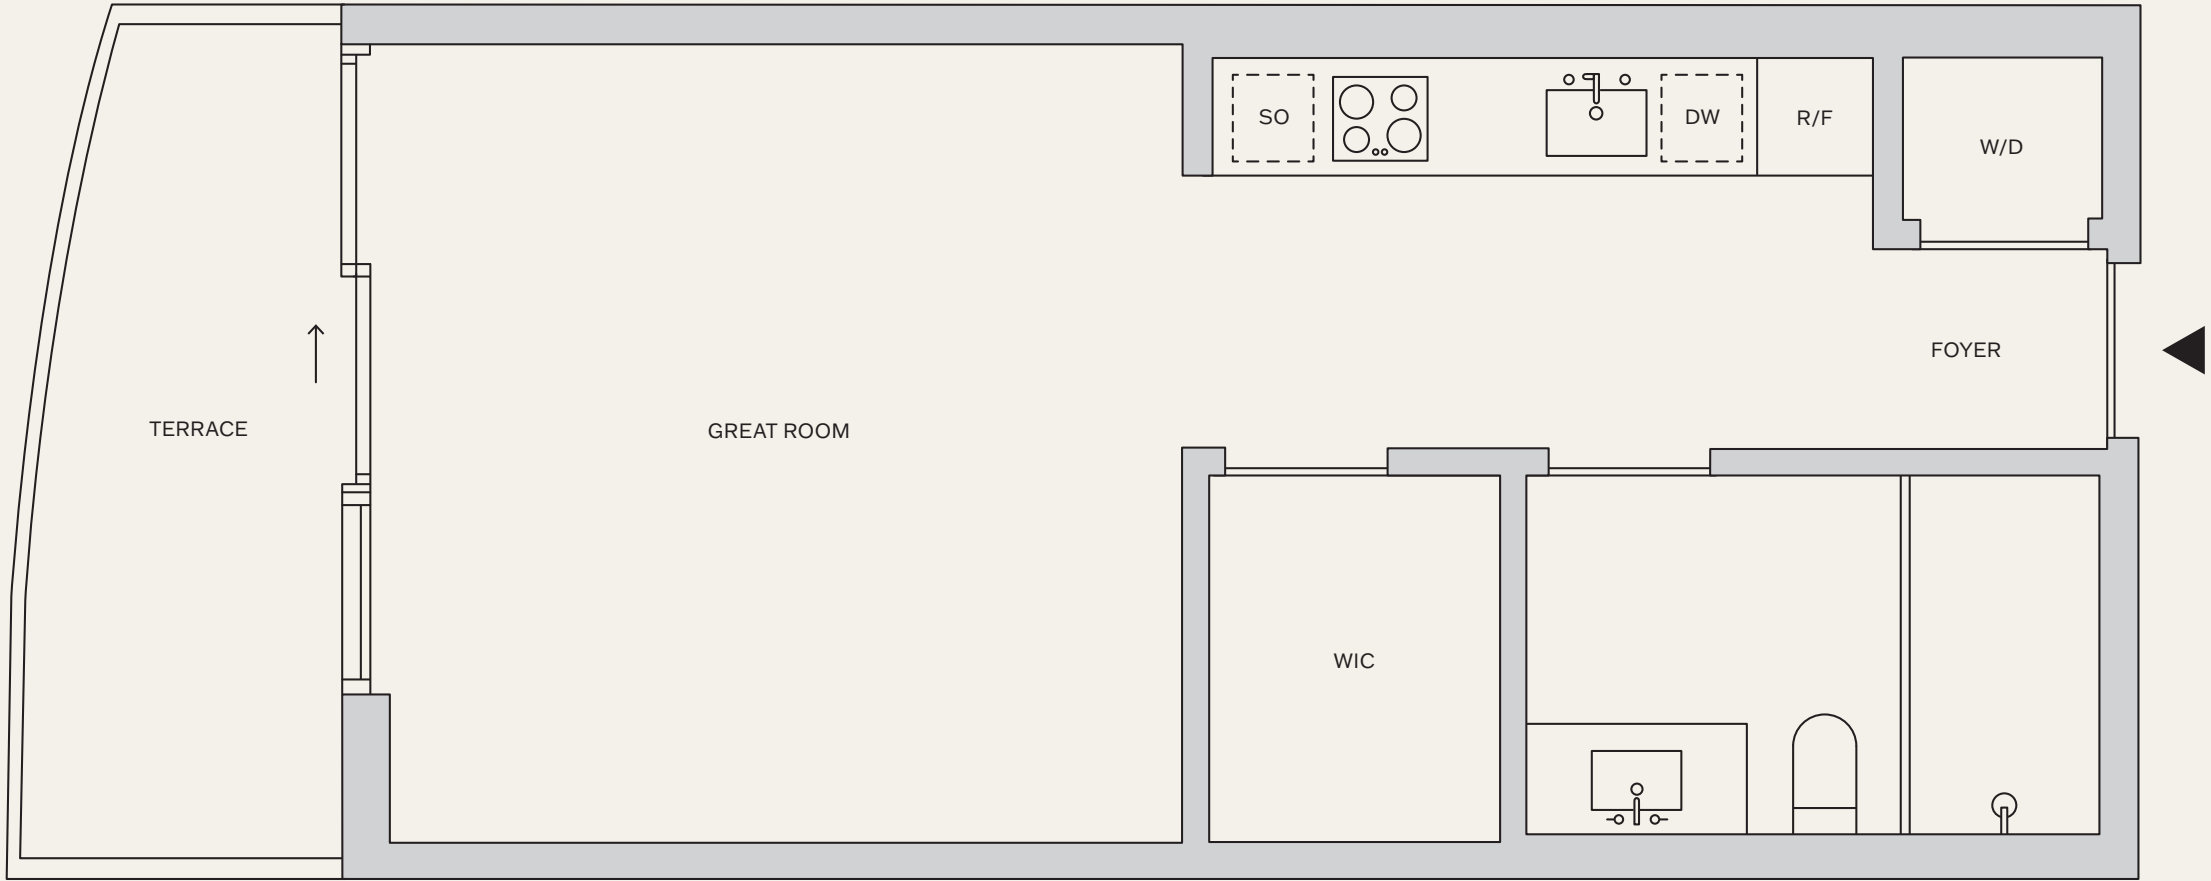 SO
DW
R/F
W/D
FOYER
TERRACE
GREAT ROOM
WIC